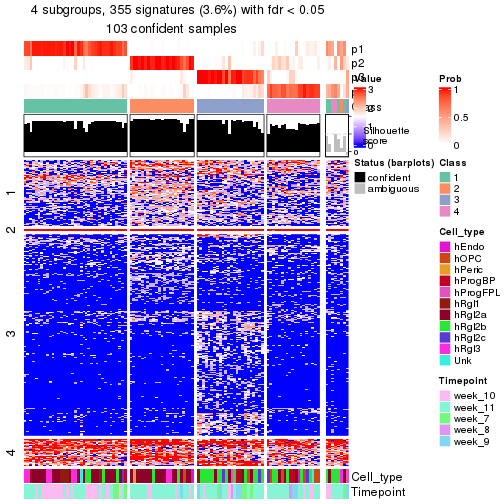 4 subgroups, 355 signatures (3.6%) with fdr < 0.05
103 confident samples
p1
p2
p3
Value
3
2
0
Silhouette
score
Prob
1
0.5
0
Status (barplots)
confident
ambiguous
Class
1
2
3
4
Cell_type
hEndo
hOPC
hPeric
hProgBP
hProgFPL
hRgl1
hRgl2a
hRgl2b
hRgl2c
hRgl3
Unk
Timepoint
week_10
week_11
week_7
week_8
week_9
1
2
3
4
Cell_type
Timepoint